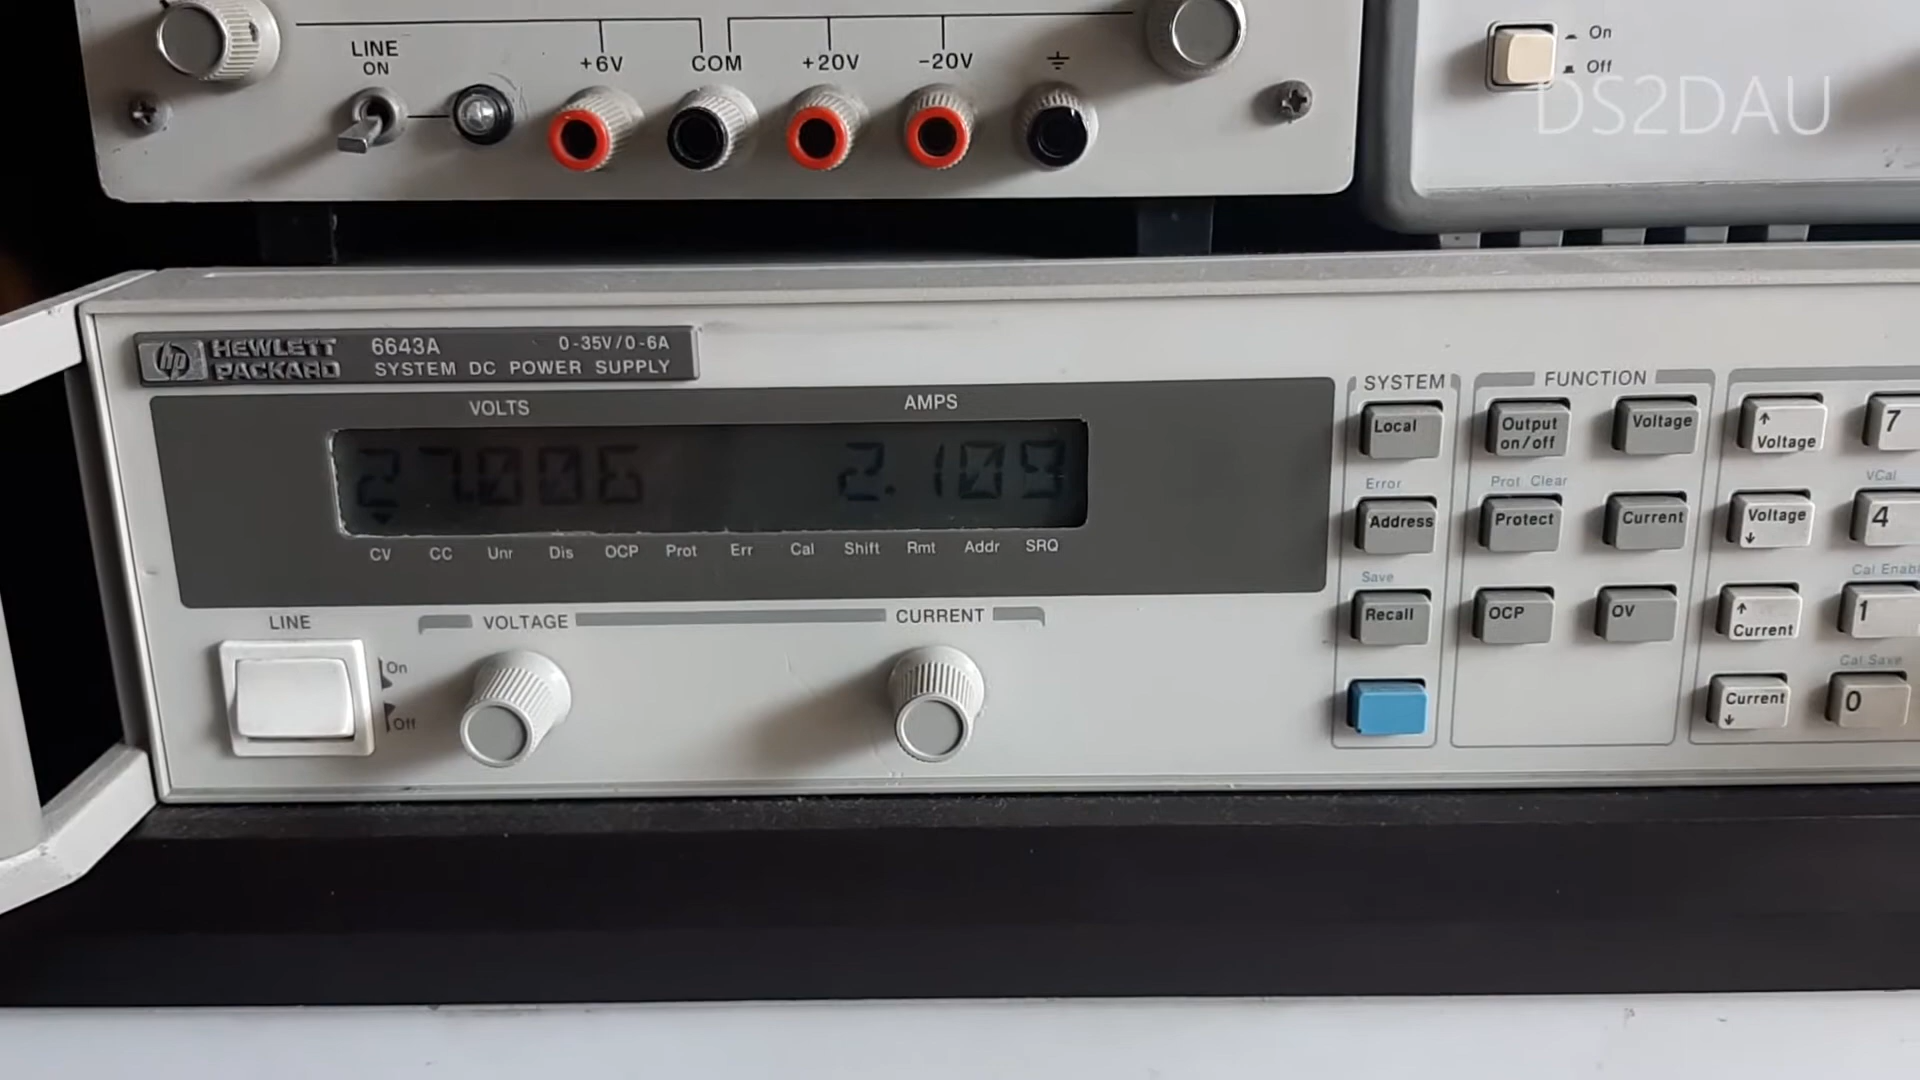 LINE
ON
+6V
COM
+20V
-20V
On
Off
DS2DAU
hp HEWLETT PACKARD
6643A 0-35V/0-6A
SYSTEM DC POWER SUPPLY
VOLTS
AMPS
27.006
2.109
CV CC Unr Dis OCP Prot Err Cal Shift Rmt Addr SRQ
LINE
On
Off
VOLTAGE
CURRENT
SYSTEM
Local
Error
Address
Save
Recall
FUNCTION
Output on/off
Voltage
Prot Clear
Protect
Current
OCP
OV
↑ Voltage
7
VCal
Voltage ↓
4
Cal Enabl
↑ Current
1
Cal Save
Current ↓
0